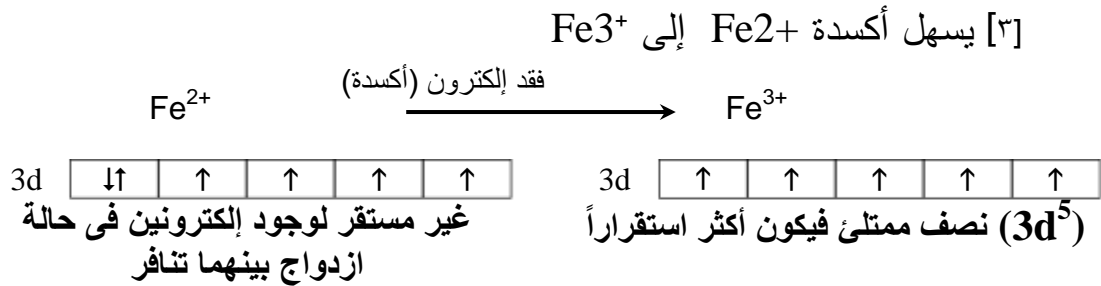 [٣] يسهل أكسدة Fe2+ إلى Fe3⁺
فقد إلكترون (أكسدة)
Fe²⁺ Fe³⁺
3d ↓↑ ↑ ↑ ↑ ↑ 3d ↑ ↑ ↑ ↑ ↑
غير مستقر لوجود إلكترونين فى حالة
ازدواج بينهما تنافر
(3d⁵) نصف ممتلئ فيكون أكثر استقراراً